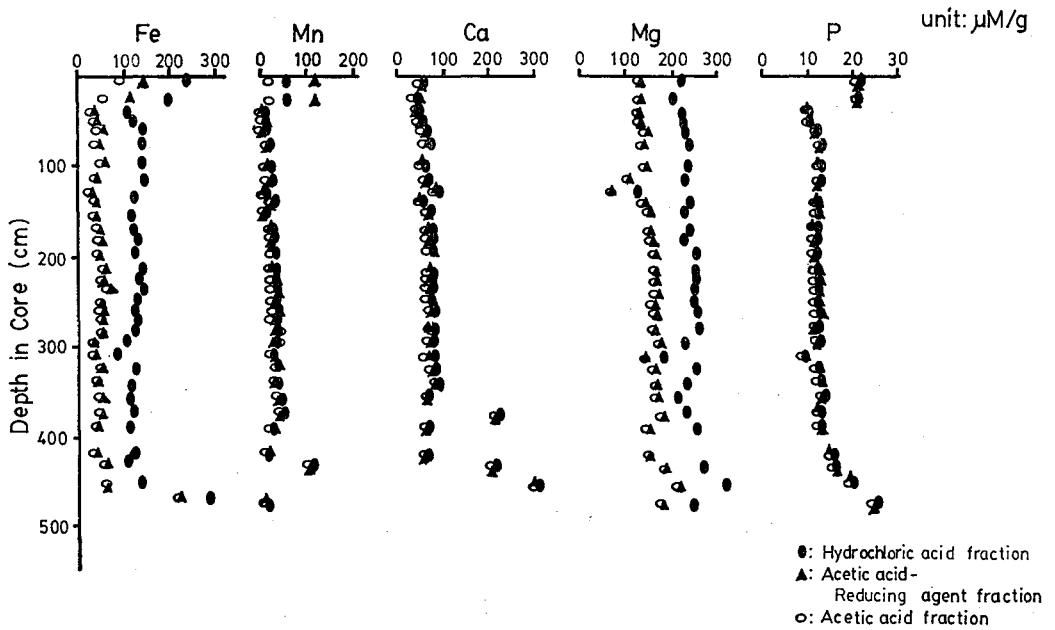 unit: μM/g
Fe Mn Ca Mg P
0 100 200 300 0 100 200 0 100 200 300 0 100 200 300 0 10 20 30
100
200
300
400
500
Depth in Core (cm)
: Hydrochloric acid fraction
: Acetic acid-
Reducing agent fraction
: Acetic acid fraction